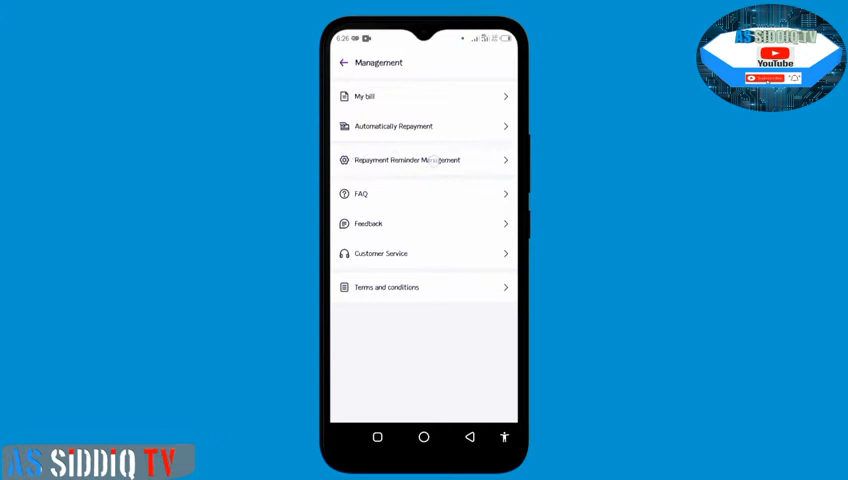 6:26
Management
My bill
Automatically Repayment
Repayment Reminder Management
FAQ
Feedback
Customer Service
Terms and conditions
AS SIDDIQ TV
YouTube
AS SIDDIQ TV